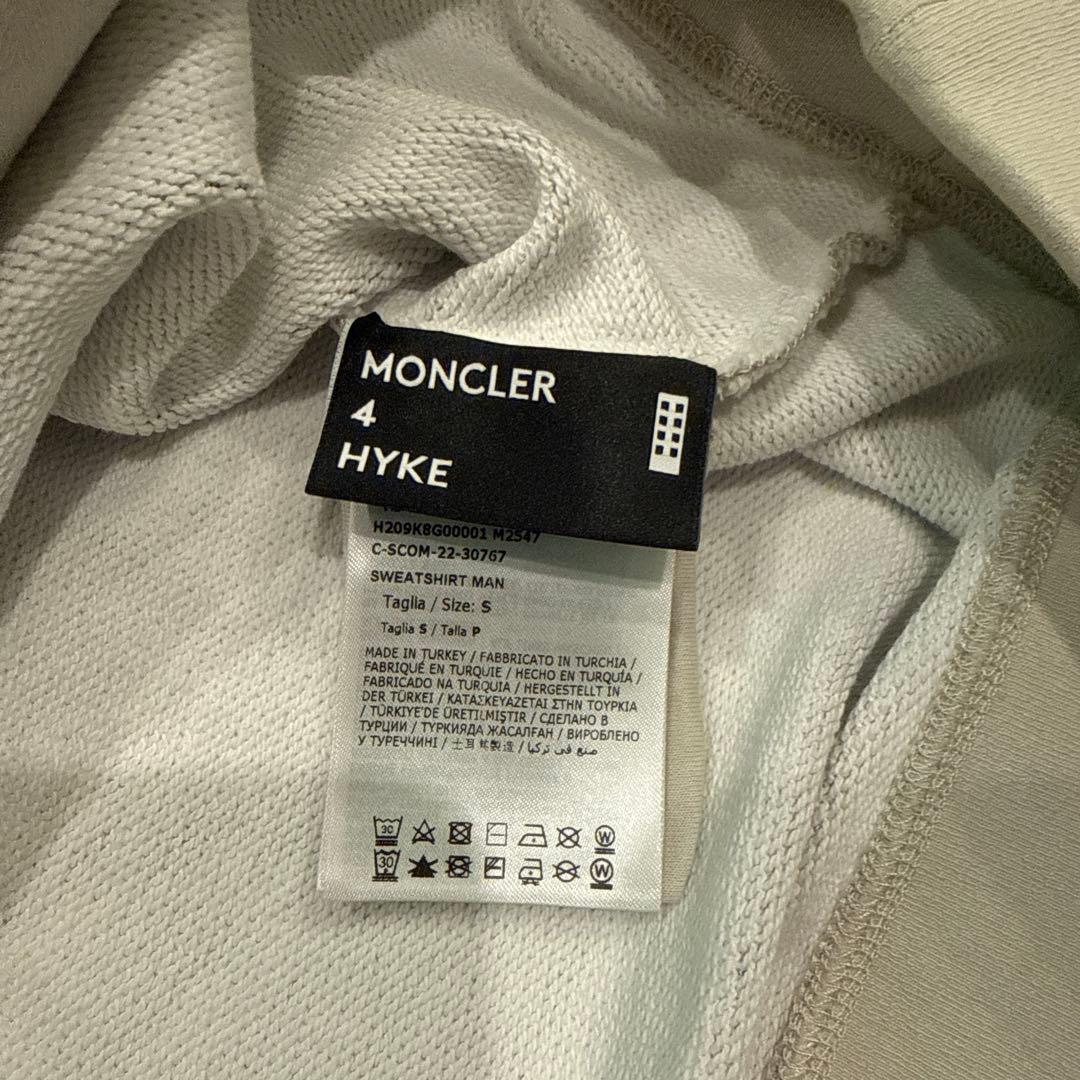 MONCLER
4
HYKE
H209K8G00001 M2547
C-SCOM-22-30767
SWEATSHIRT MAN
Taglia / Size: S
Taglia S / Talla P
MADE IN TURKEY / FABBRICATO IN TURCHIA /
FABRIQUÉ EN TURQUIE / HECHO EN TURQUÍA /
FABRICADO NA TURQUIA / HERGESTELLT IN
DER TÜRKEI / ΚΑΤΑΣΚΕΥΑΖΕΤΑΙ ΣΤΗΝ ΤΟΥΡΚΙΑ
/ TÜRKİYE'DE ÜRETİLMİŞTİR / СДЕЛАНО В
ТУРЦИИ / ТҮРКИЯДА ЖАСАЛҒАН / ВИРОБЛЕНО
У ТУРЕЧЧИНІ / 土耳其製造 / صنع في تركيا
30 W
30 W